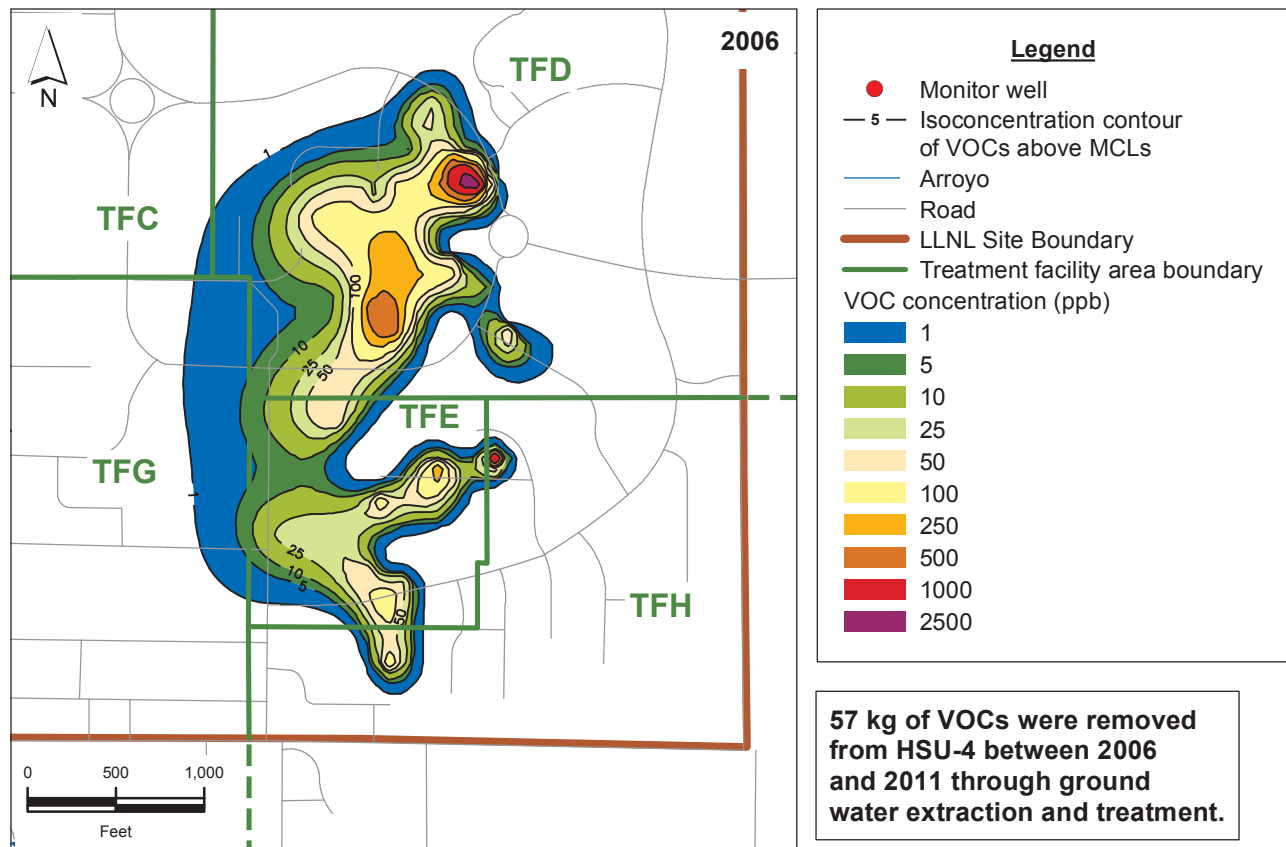 2006
N
TFD
TFC
TFE
TFG
TFH
1
100
10
25
50
1
25
10
5
50
0 500 1,000
Feet
Legend
Monitor well
5 Isoconcentration contour
of VOCs above MCLs
Arroyo
Road
LLNL Site Boundary
Treatment facility area boundary
VOC concentration (ppb)
1
5
10
25
50
100
250
500
1000
2500
57 kg of VOCs were removed
from HSU-4 between 2006
and 2011 through ground
water extraction and treatment.